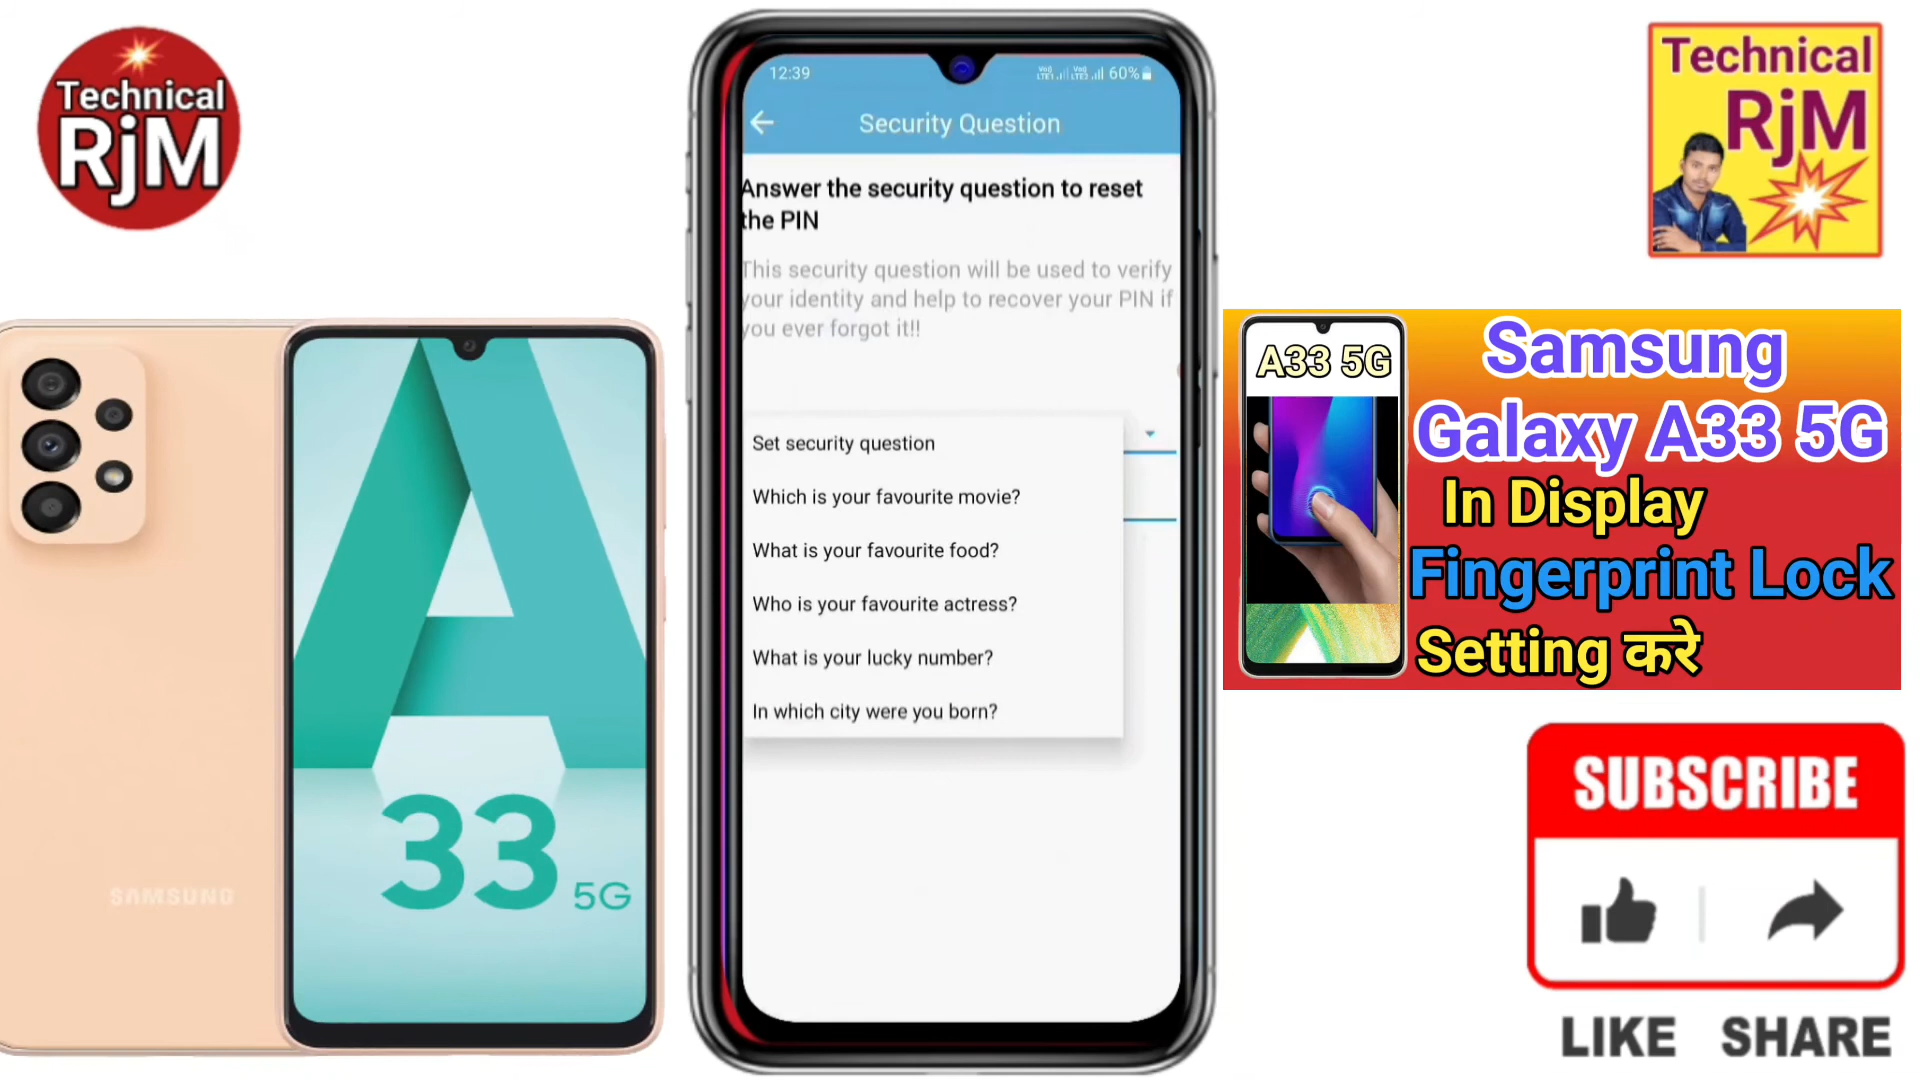 Technical
RjM
SAMSUNG
33
5G
12:39
60%
Security Question
Answer the security question to reset
the PIN
This security question will be used to verify
your identity and help to recover your PIN if
you ever forgot it!!
Set security question
Which is your favourite movie?
What is your favourite food?
Who is your favourite actress?
What is your lucky number?
In which city were you born?
Technical
RjM
A33 5G
Samsung
Galaxy A33 5G
In Display
Fingerprint Lock
Setting करे
SUBSCRIBE
LIKE SHARE